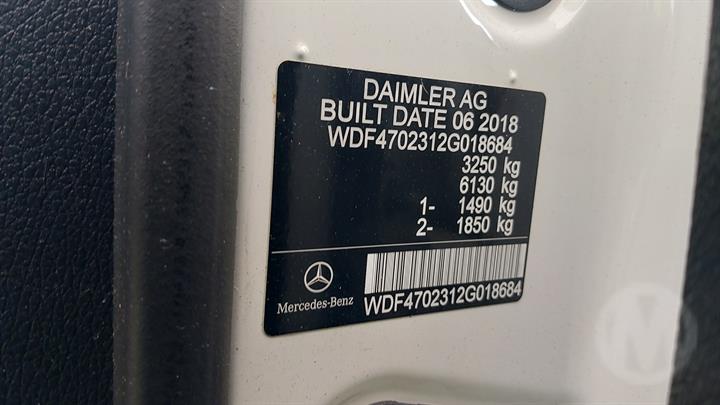 DAIMLER AG
BUILT DATE 06 2018
WDF4702312G018684
3250 kg
6130 kg
1- 1490 kg
2- 1850 kg
Mercedes-Benz
WDF4702312G018684
M